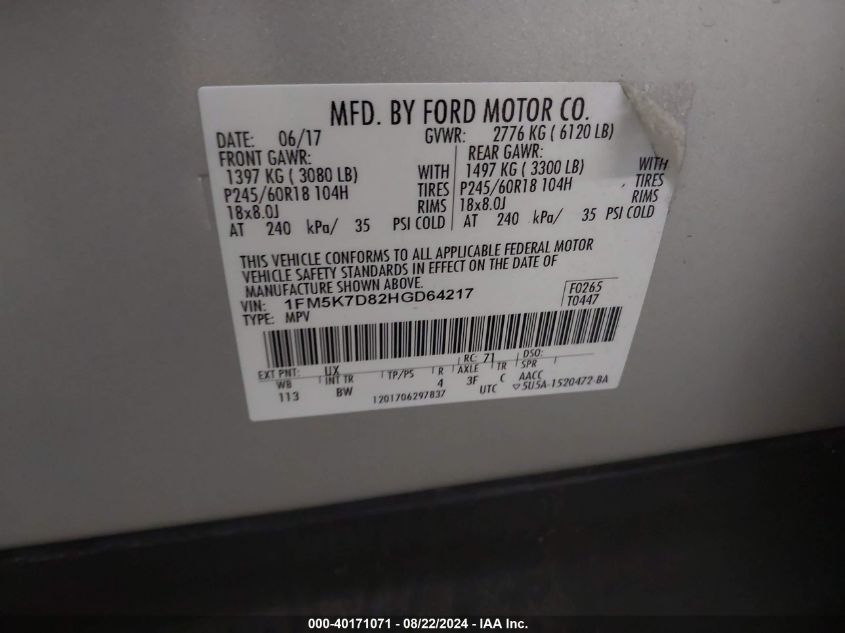 MFD. BY FORD MOTOR CO.
DATE: 06/17 GVWR: 2776 KG ( 6120 LB)
FRONT GAWR: REAR GAWR:
1397 KG ( 3080 LB) WITH 1497 KG ( 3300 LB) WITH
P245/60R18 104H TIRES P245/60R18 104H TIRES
18x8.0J RIMS 18x8.0J RIMS
AT 240 kPa/ 35 PSI COLD AT 240 kPa/ 35 PSI COLD
THIS VEHICLE CONFORMS TO ALL APPLICABLE FEDERAL MOTOR
VEHICLE SAFETY STANDARDS IN EFFECT ON THE DATE OF
MANUFACTURE SHOWN ABOVE.
VIN: 1FM5K7D82HGD64217 F0265
TYPE: MPV T0447
EXT PNT: UX RC: 71 DSO:
WB INT TR TP/PS R AXLE TR SPR
113 BW 4 3F C AACC
1201706297837 UTC ▽5U5A-1520472-BA
000-40171071 - 08/22/2024 - IAA Inc.